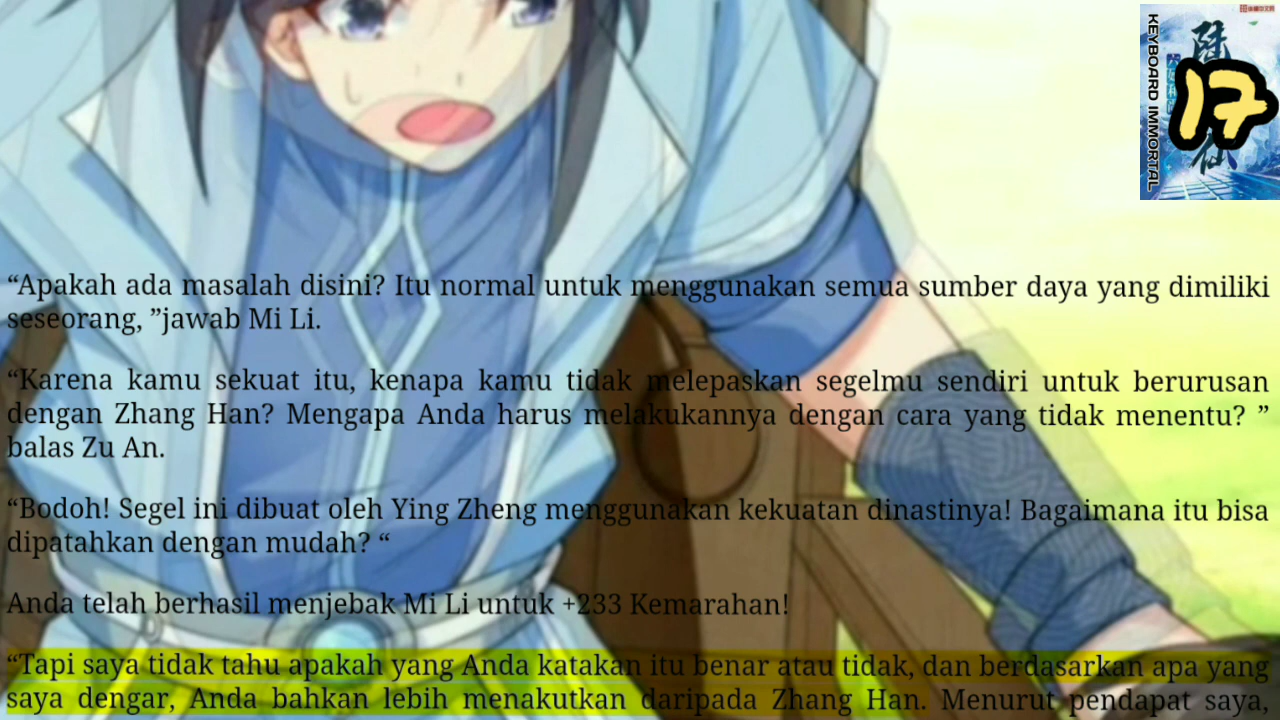 KEYBOARD IMMORTAL
17
“Apakah ada masalah disini? Itu normal untuk menggunakan semua sumber daya yang dimiliki
seseorang, ”jawab Mi Li.
“Karena kamu sekuat itu, kenapa kamu tidak melepaskan segelmu sendiri untuk berurusan
dengan Zhang Han? Mengapa Anda harus melakukannya dengan cara yang tidak menentu? ”
balas Zu An.
“Bodoh! Segel ini dibuat oleh Ying Zheng menggunakan kekuatan dinastinya! Bagaimana itu bisa
dipatahkan dengan mudah? “
Anda telah berhasil menjebak Mi Li untuk +233 Kemarahan!
“Tapi saya tidak tahu apakah yang Anda katakan itu benar atau tidak, dan berdasarkan apa yang
saya dengar, Anda bahkan lebih menakutkan daripada Zhang Han. Menurut pendapat saya,